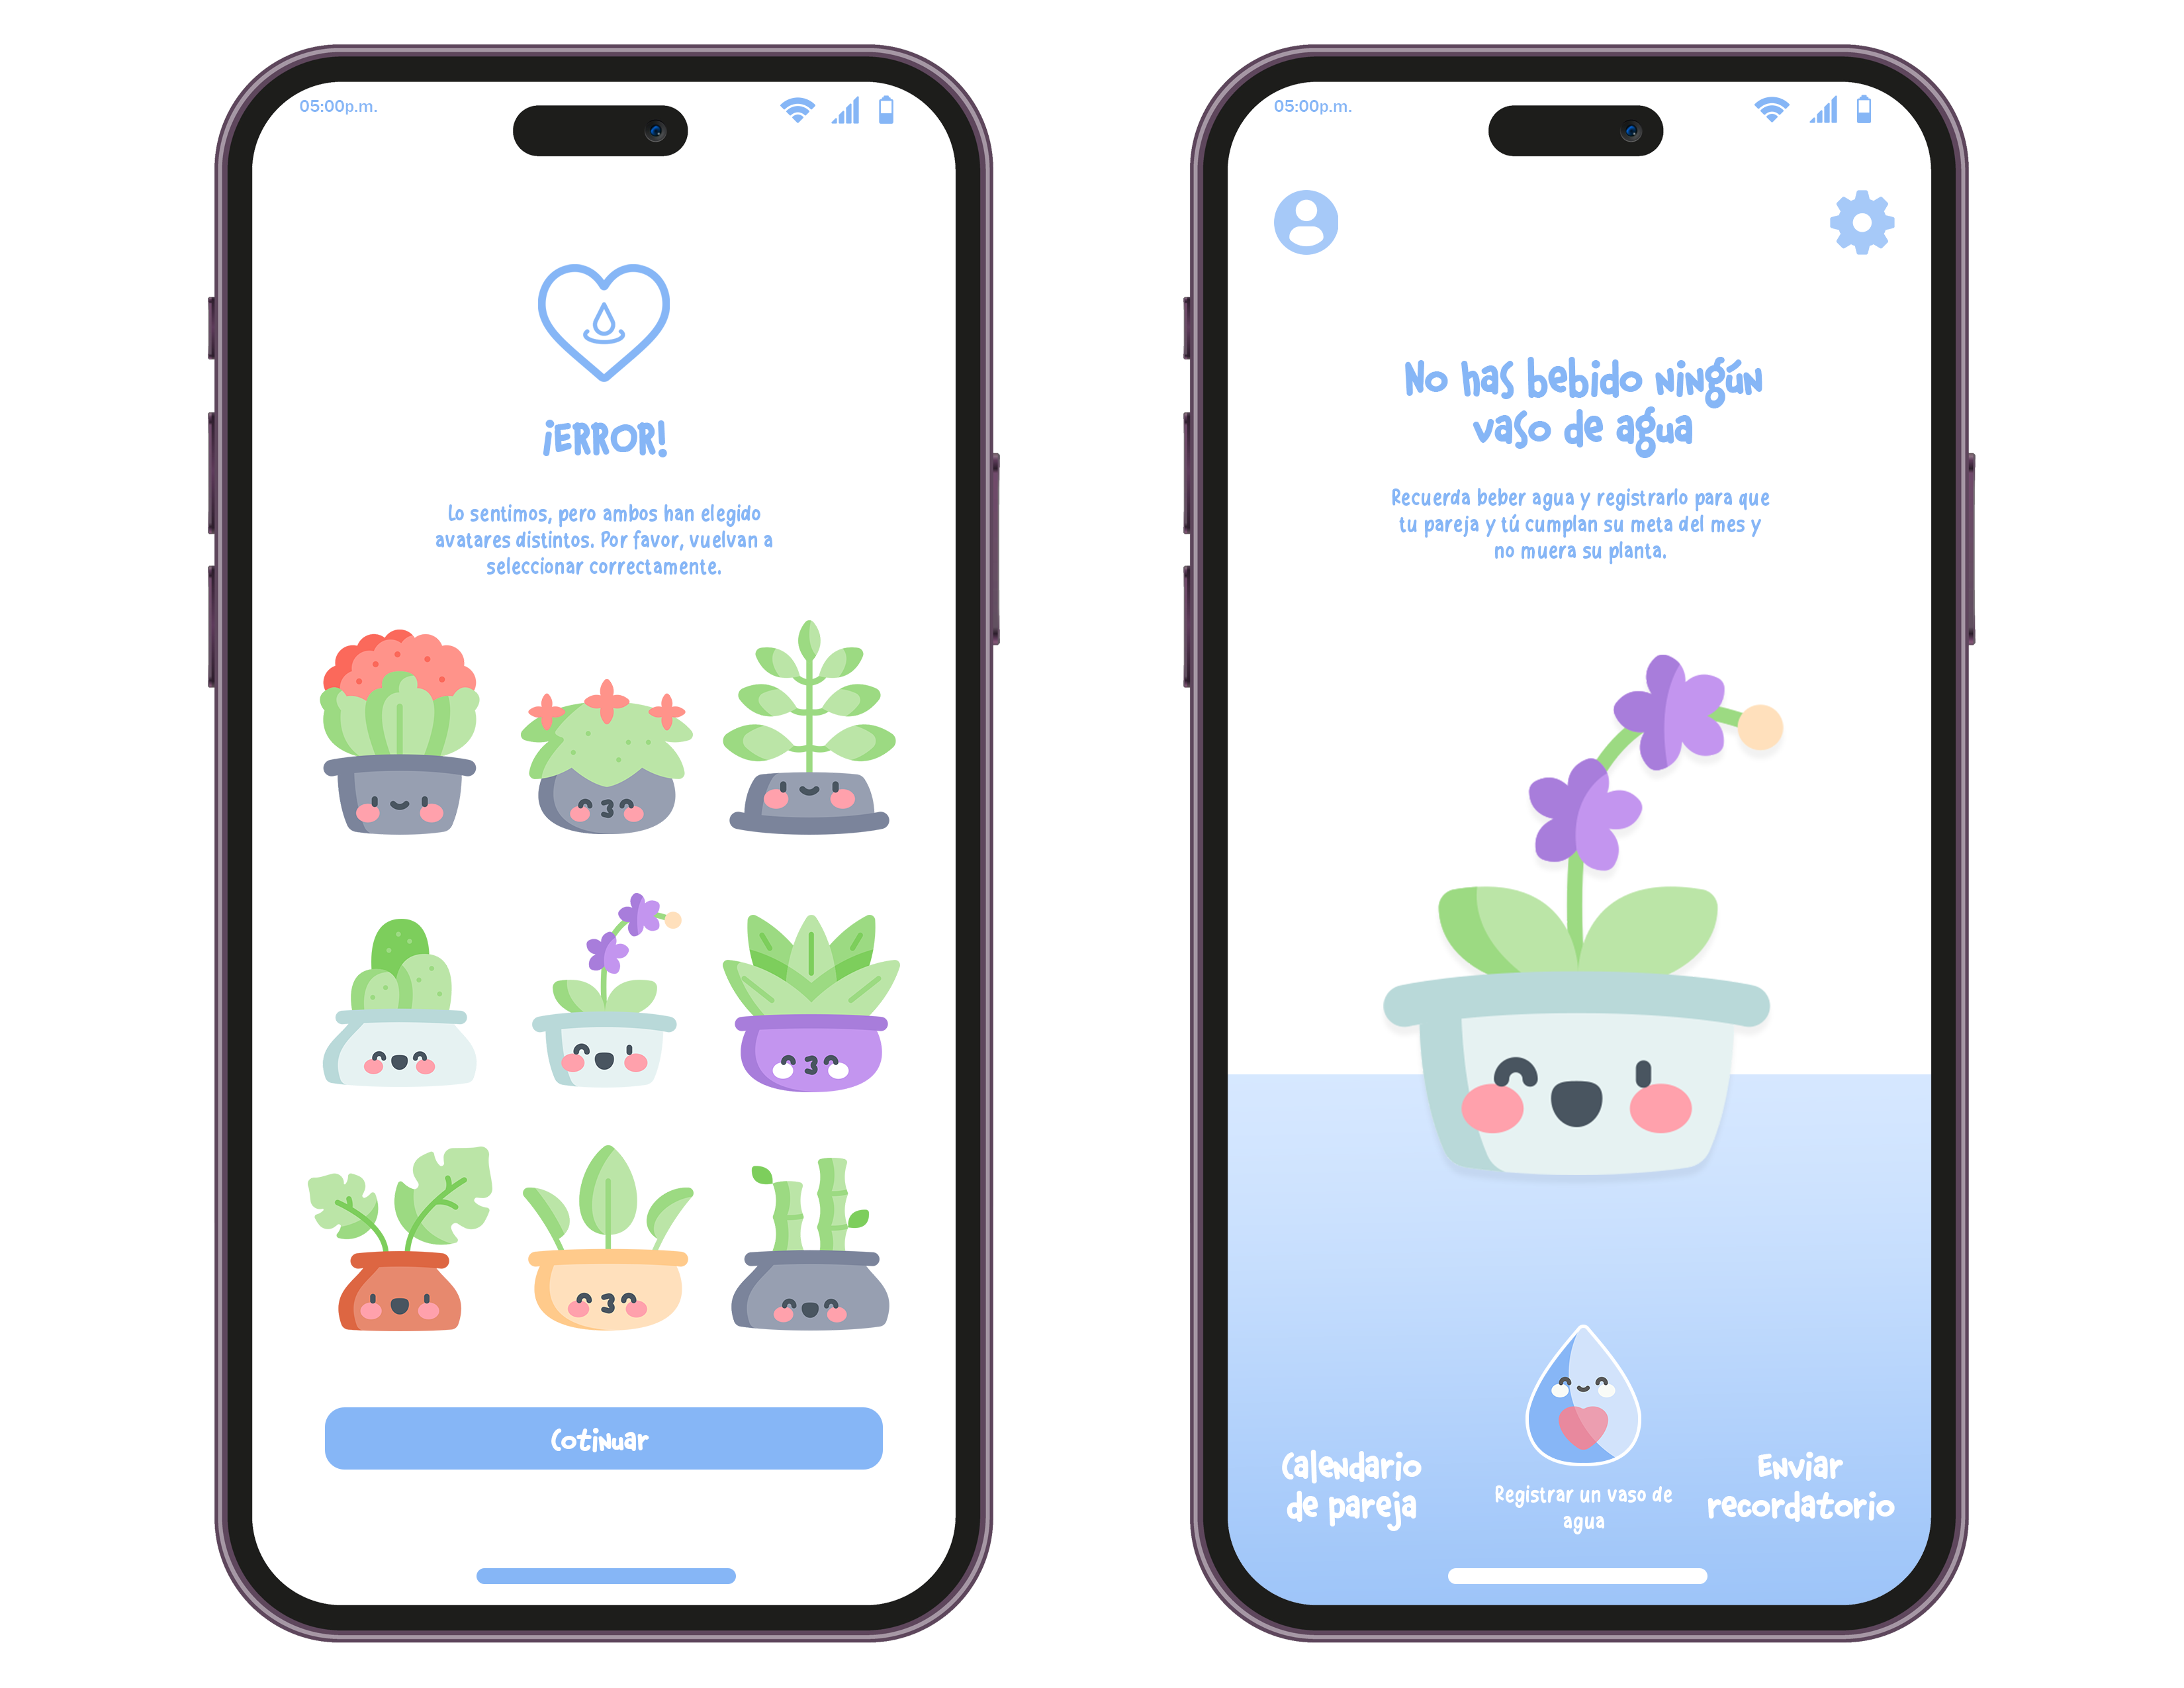 05:00p.m.
¡ERROR!
Lo sentimos, pero ambos han elegido
avatares distintos. Por favor, vuelvan a
seleccionar correctamente.
Cotinuar
05:00p.m.
No has bebido ningún
vaso de agua
Recuerda beber agua y registrarlo para que
tu pareja y tú cumplan su meta del mes y
no muera su planta.
Calendario
de pareja
Registrar un vaso de
agua
Enviar
recordatorio